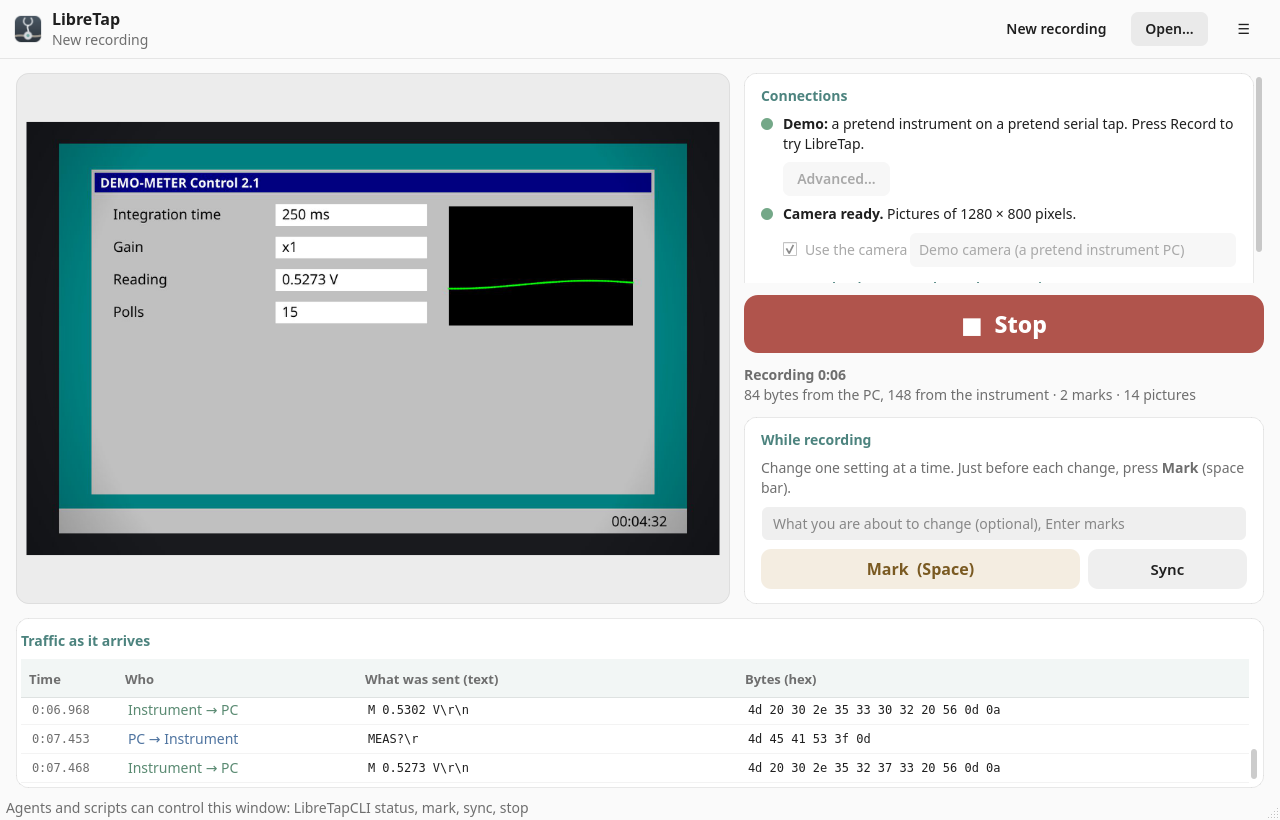 LibreTap
New recording
New recording
Open...
☰
DEMO-METER Control 2.1
Integration time
250 ms
Gain
x1
Reading
0.5273 V
Polls
15
00:04:32
Connections
Demo: a pretend instrument on a pretend serial tap. Press Record to
try LibreTap.
Advanced...
Camera ready. Pictures of 1280 × 800 pixels.
Use the camera
Demo camera (a pretend instrument PC)
Stop
Recording 0:06
84 bytes from the PC, 148 from the instrument · 2 marks · 14 pictures
While recording
Change one setting at a time. Just before each change, press Mark (space
bar).
What you are about to change (optional), Enter marks
Mark (Space)
Sync
Traffic as it arrives
Time Who What was sent (text) Bytes (hex)
0:06.968 Instrument → PC M 0.5302 V\r\n 4d 20 30 2e 35 33 30 32 20 56 0d 0a
0:07.453 PC → Instrument MEAS?\r 4d 45 41 53 3f 0d
0:07.468 Instrument → PC M 0.5273 V\r\n 4d 20 30 2e 35 32 37 33 20 56 0d 0a
Agents and scripts can control this window: LibreTapCLI status, mark, sync, stop